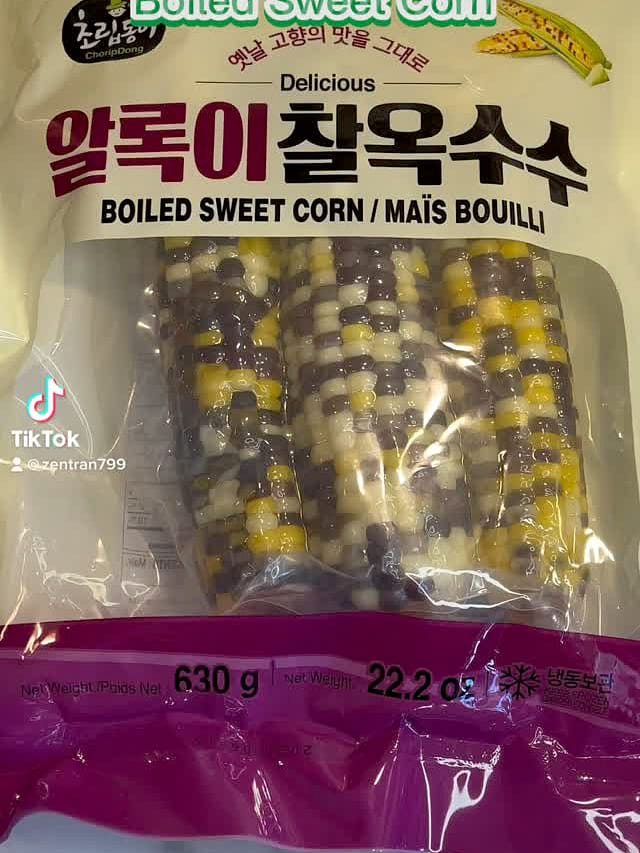 Boiled Sweet Corn
초립동이
ChoripDong
옛날 고향의 맛을 그대로
Delicious
알록이찰옥수수
BOILED SWEET CORN / MAÏS BOUILLI
TikTok
@zentran799
Net Weight./Poids Net 630 g Net Weight. 22.2 oz 냉동보관
KEEP FROZEN